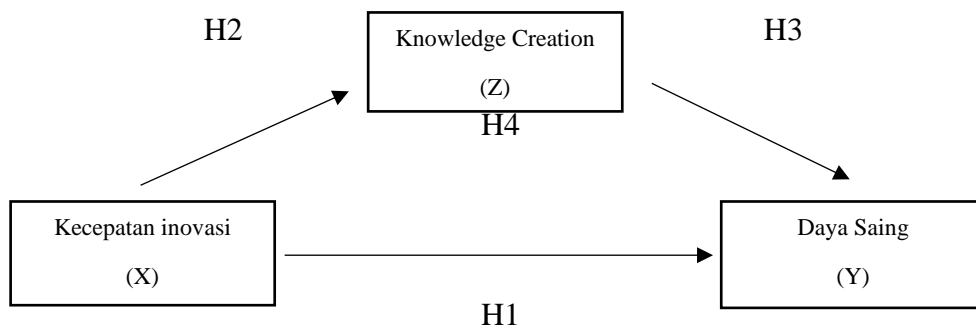 H2
Knowledge Creation
(Z)
H3
H4
Kecepatan inovasi
(X)
Daya Saing
(Y)
H1